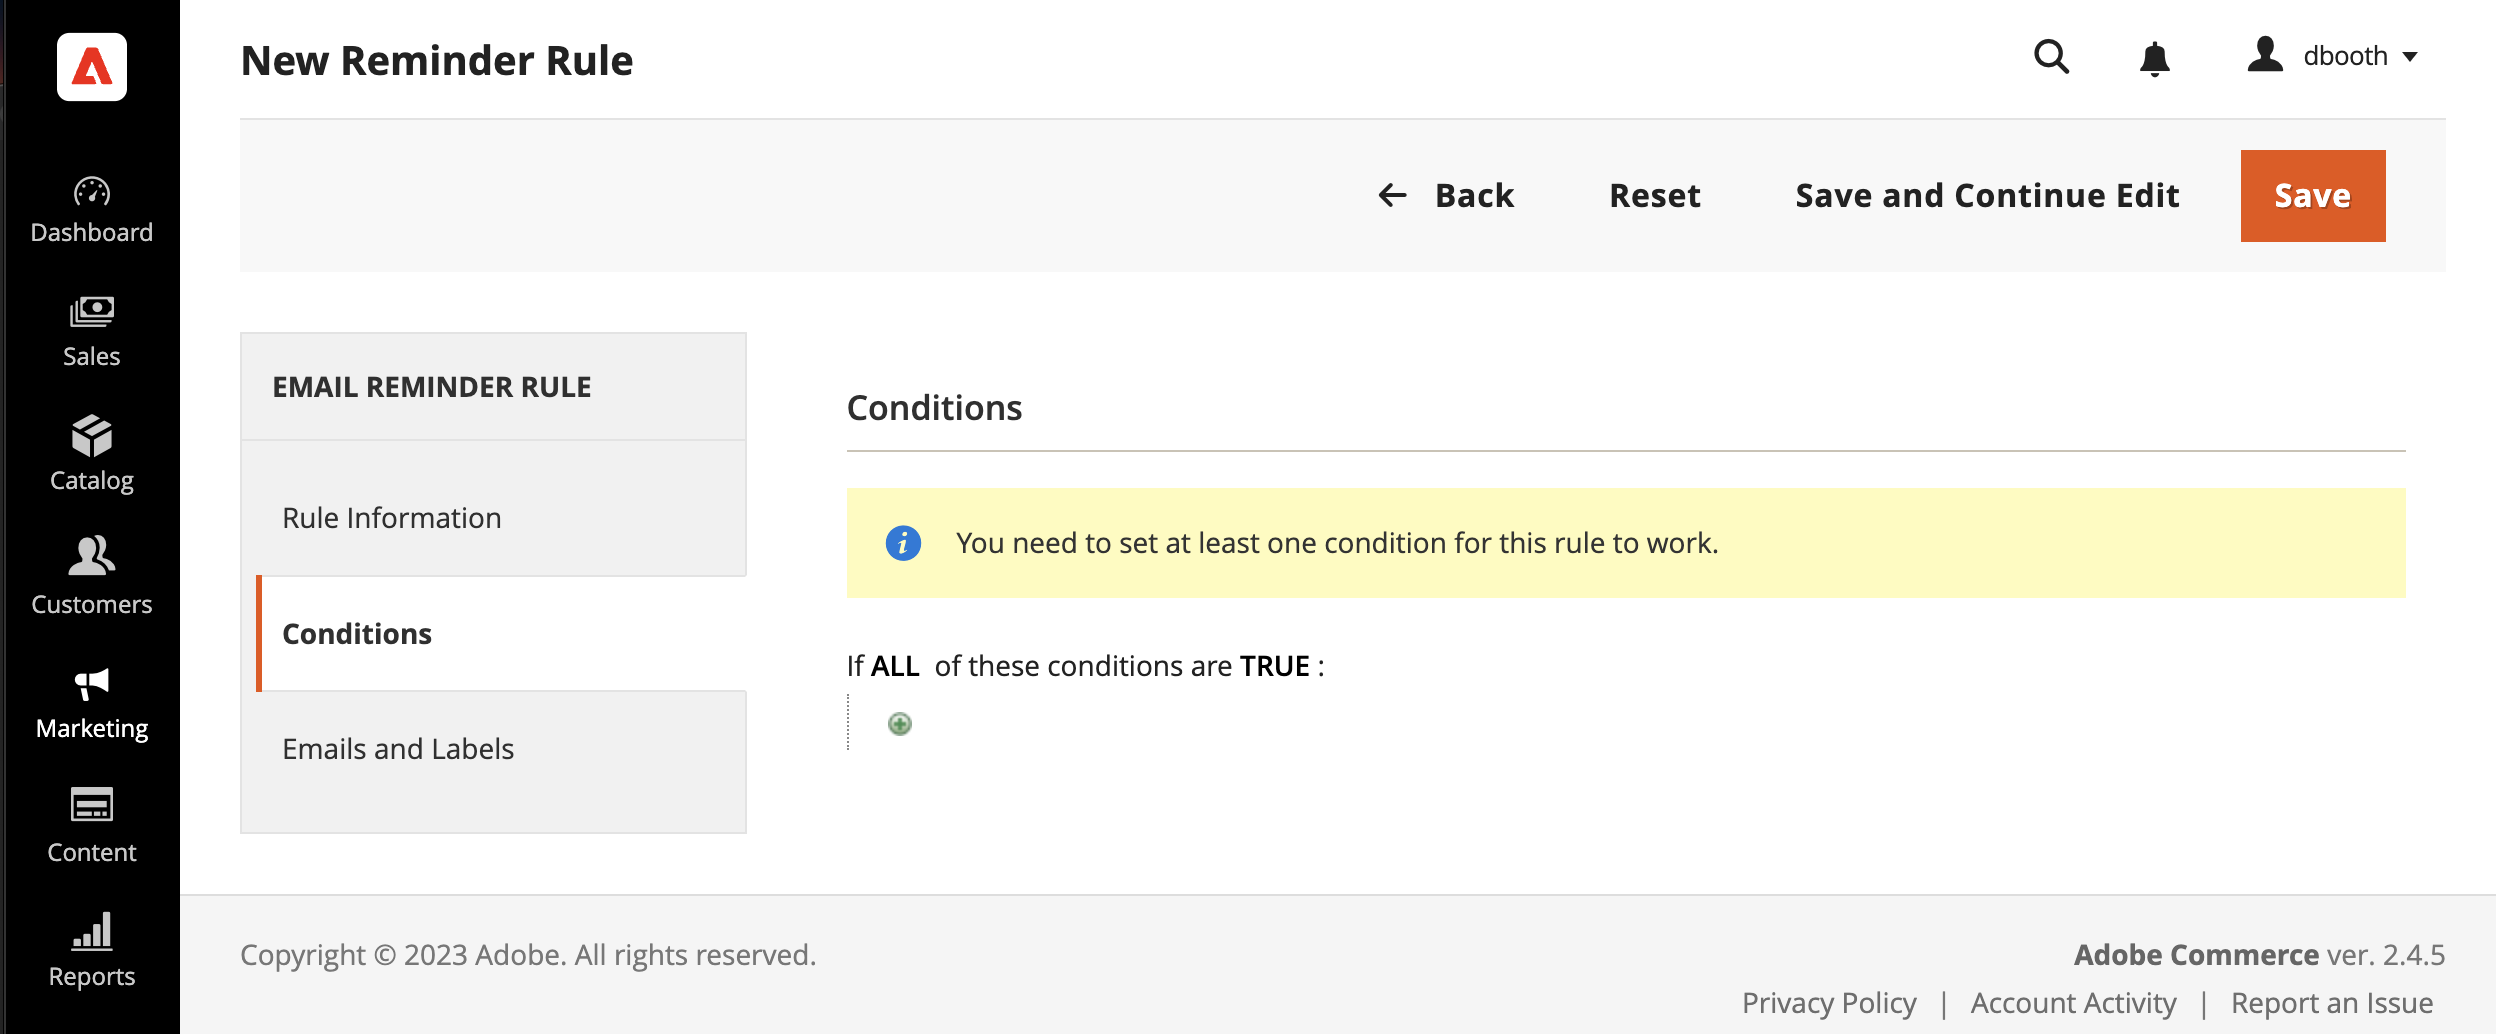 New Reminder Rule
dbooth
Back
Reset
Save and Continue Edit
Save
Dashboard
Sales
Catalog
Customers
Marketing
Content
Reports
EMAIL REMINDER RULE
Rule Information
Conditions
Emails and Labels
Conditions
You need to set at least one condition for this rule to work.
If ALL of these conditions are TRUE :
Copyright © 2023 Adobe. All rights reserved.
Adobe Commerce ver. 2.4.5
Privacy Policy | Account Activity | Report an Issue